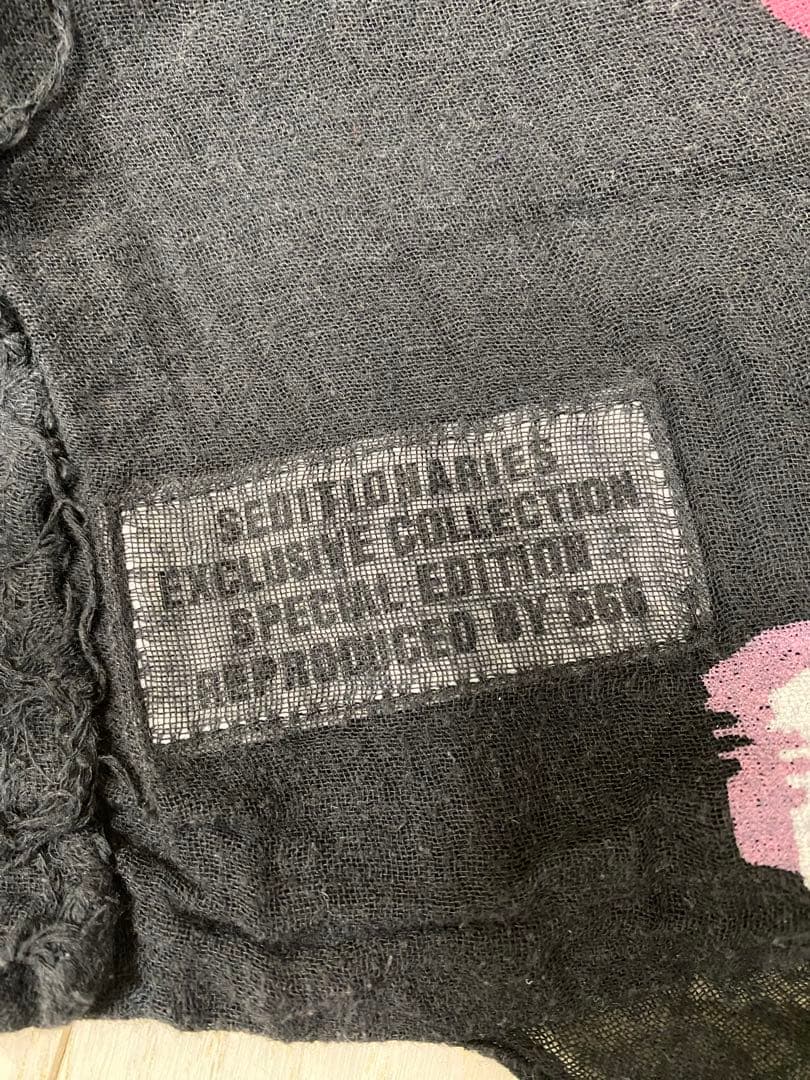 SEDITIONARIES
EXCLUSIVE COLLECTION
SPECIAL EDITION
REPRODUCED BY 666